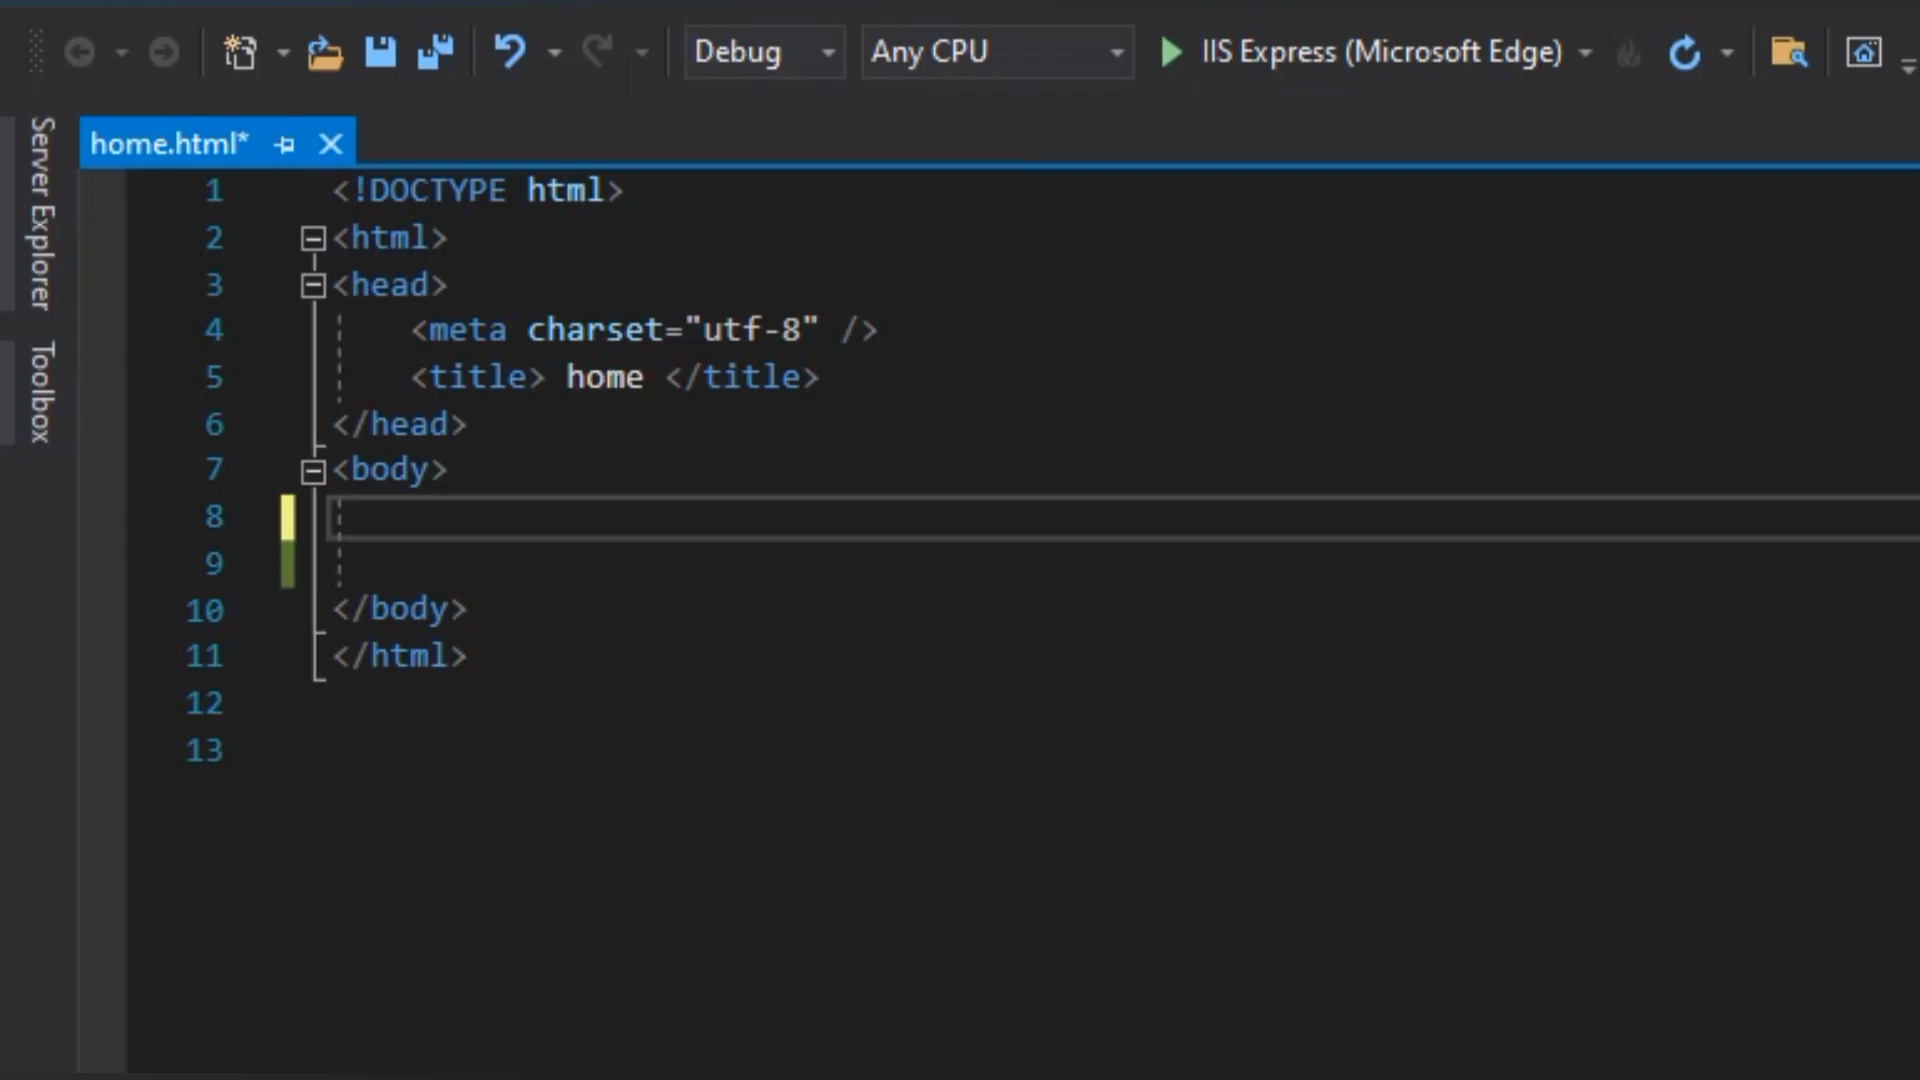 Debug Any CPU IIS Express (Microsoft Edge)
Server Explorer
Toolbox
home.html*
1 <!DOCTYPE html>
2 <html>
3 <head>
4 <meta charset="utf-8" />
5 <title> home </title>
6 </head>
7 <body>
8
9
10 </body>
11 </html>
12
13